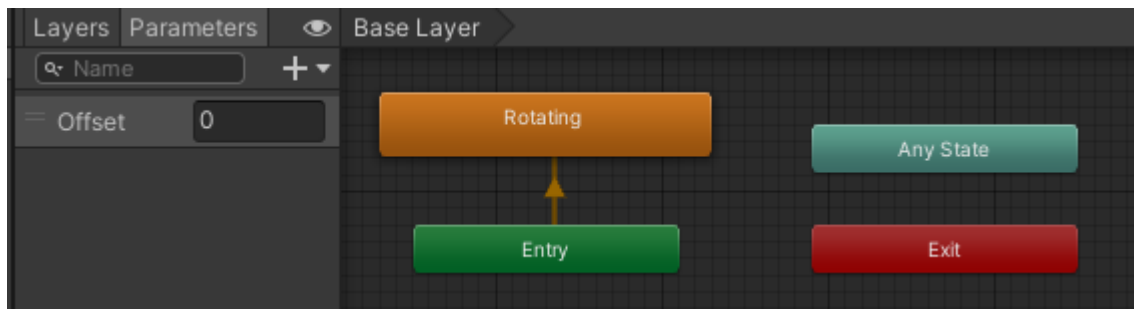 Layers Parameters Base Layer
Name
Offset 0
Rotating
Any State
Entry
Exit